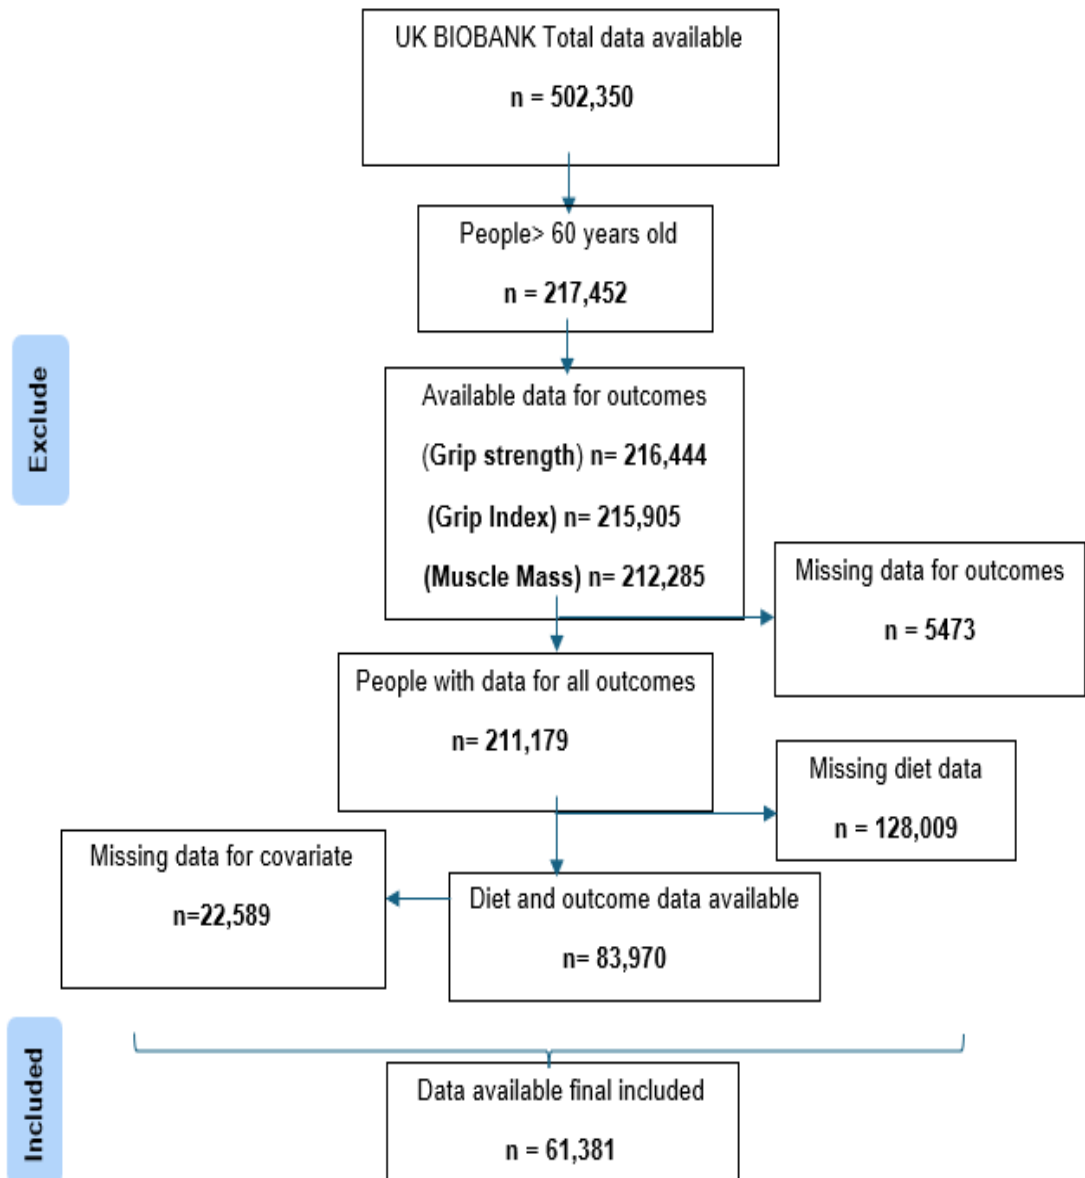 UK BIOBANK Total data available
n = 502,350
People> 60 years old
n = 217,452
Exclude
Available data for outcomes
(Grip strength) n= 216,444
(Grip Index) n= 215,905
(Muscle Mass) n= 212,285
Missing data for outcomes
n = 5473
People with data for all outcomes
n= 211,179
Missing diet data
n = 128,009
Missing data for covariate
n=22,589
Diet and outcome data available
n= 83,970
Included
Data available final included
n = 61,381